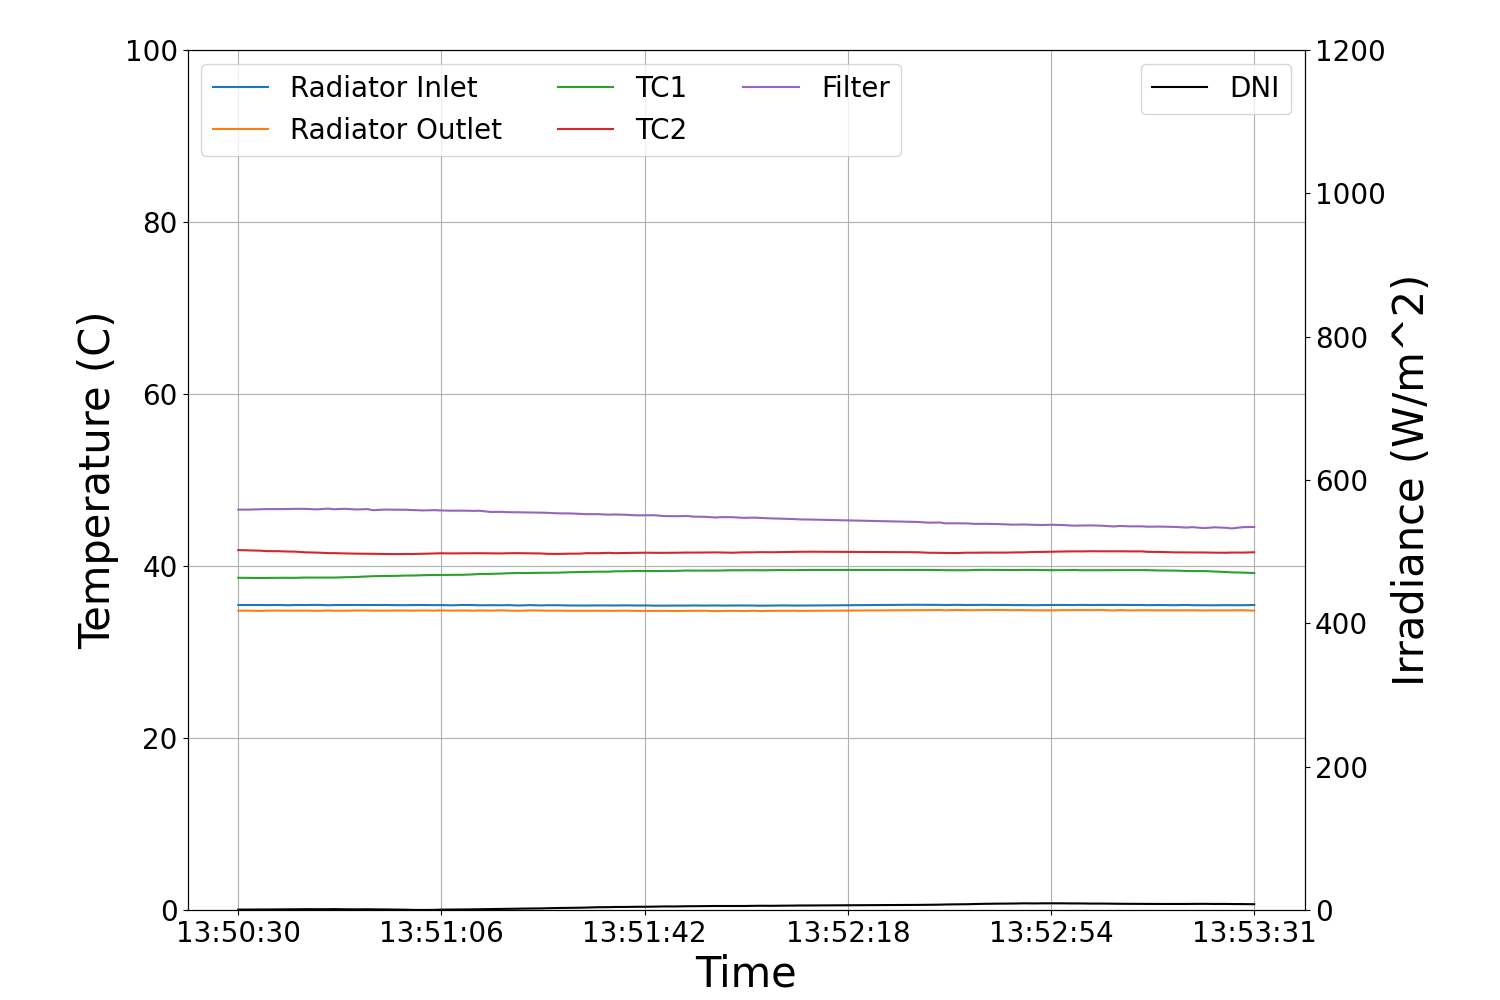 100
80
60
40
20
0
Temperature (C)
Radiator Inlet
Radiator Outlet
TC1
TC2
Filter
DNI
1200
1000
800
600
400
200
0
Irradiance (W/m^2)
13:50:30 13:51:06 13:51:42 13:52:18 13:52:54 13:53:31
Time